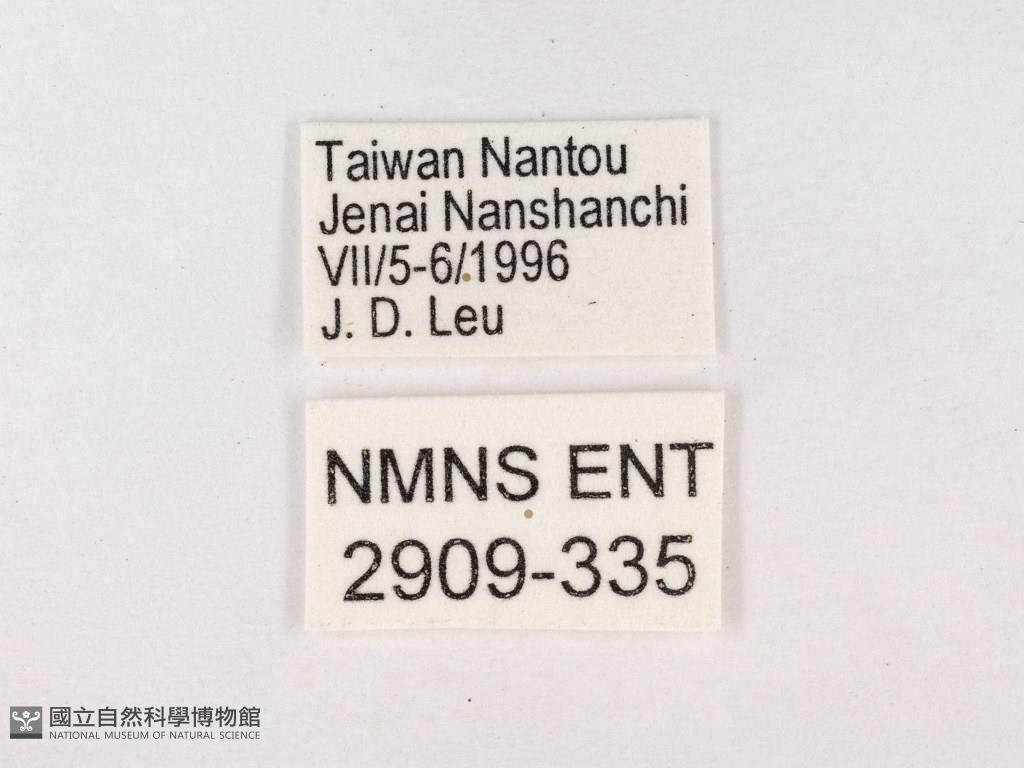 Taiwan Nantou
Jenai Nanshanchi
VII/5-6/1996
J. D. Leu
NMNS ENT
2909-335
國立自然科學博物館
NATIONAL MUSEUM OF NATURAL SCIENCE